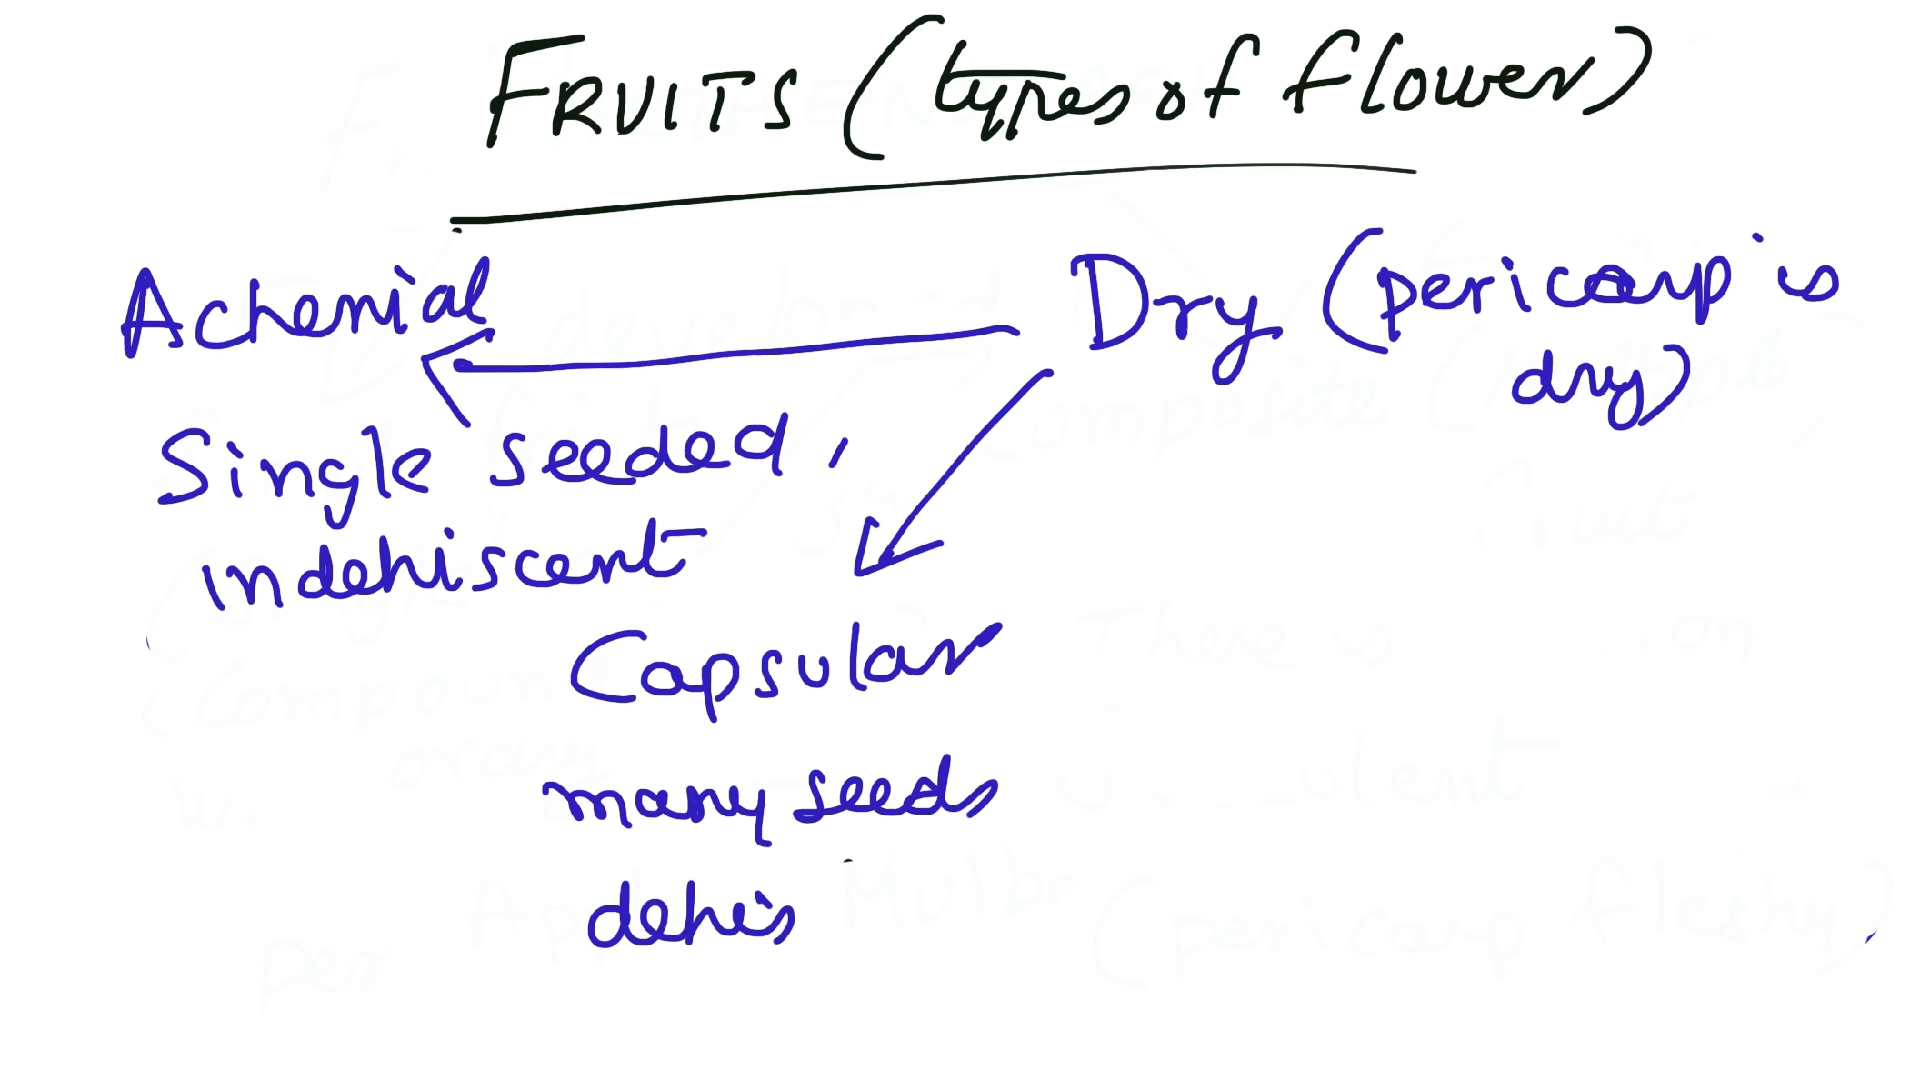 FRUITS (types of flower)
Achenial
Dry (pericarp is
dry)
Single seeded,
indehiscent
Capsular
many seeds
dehis